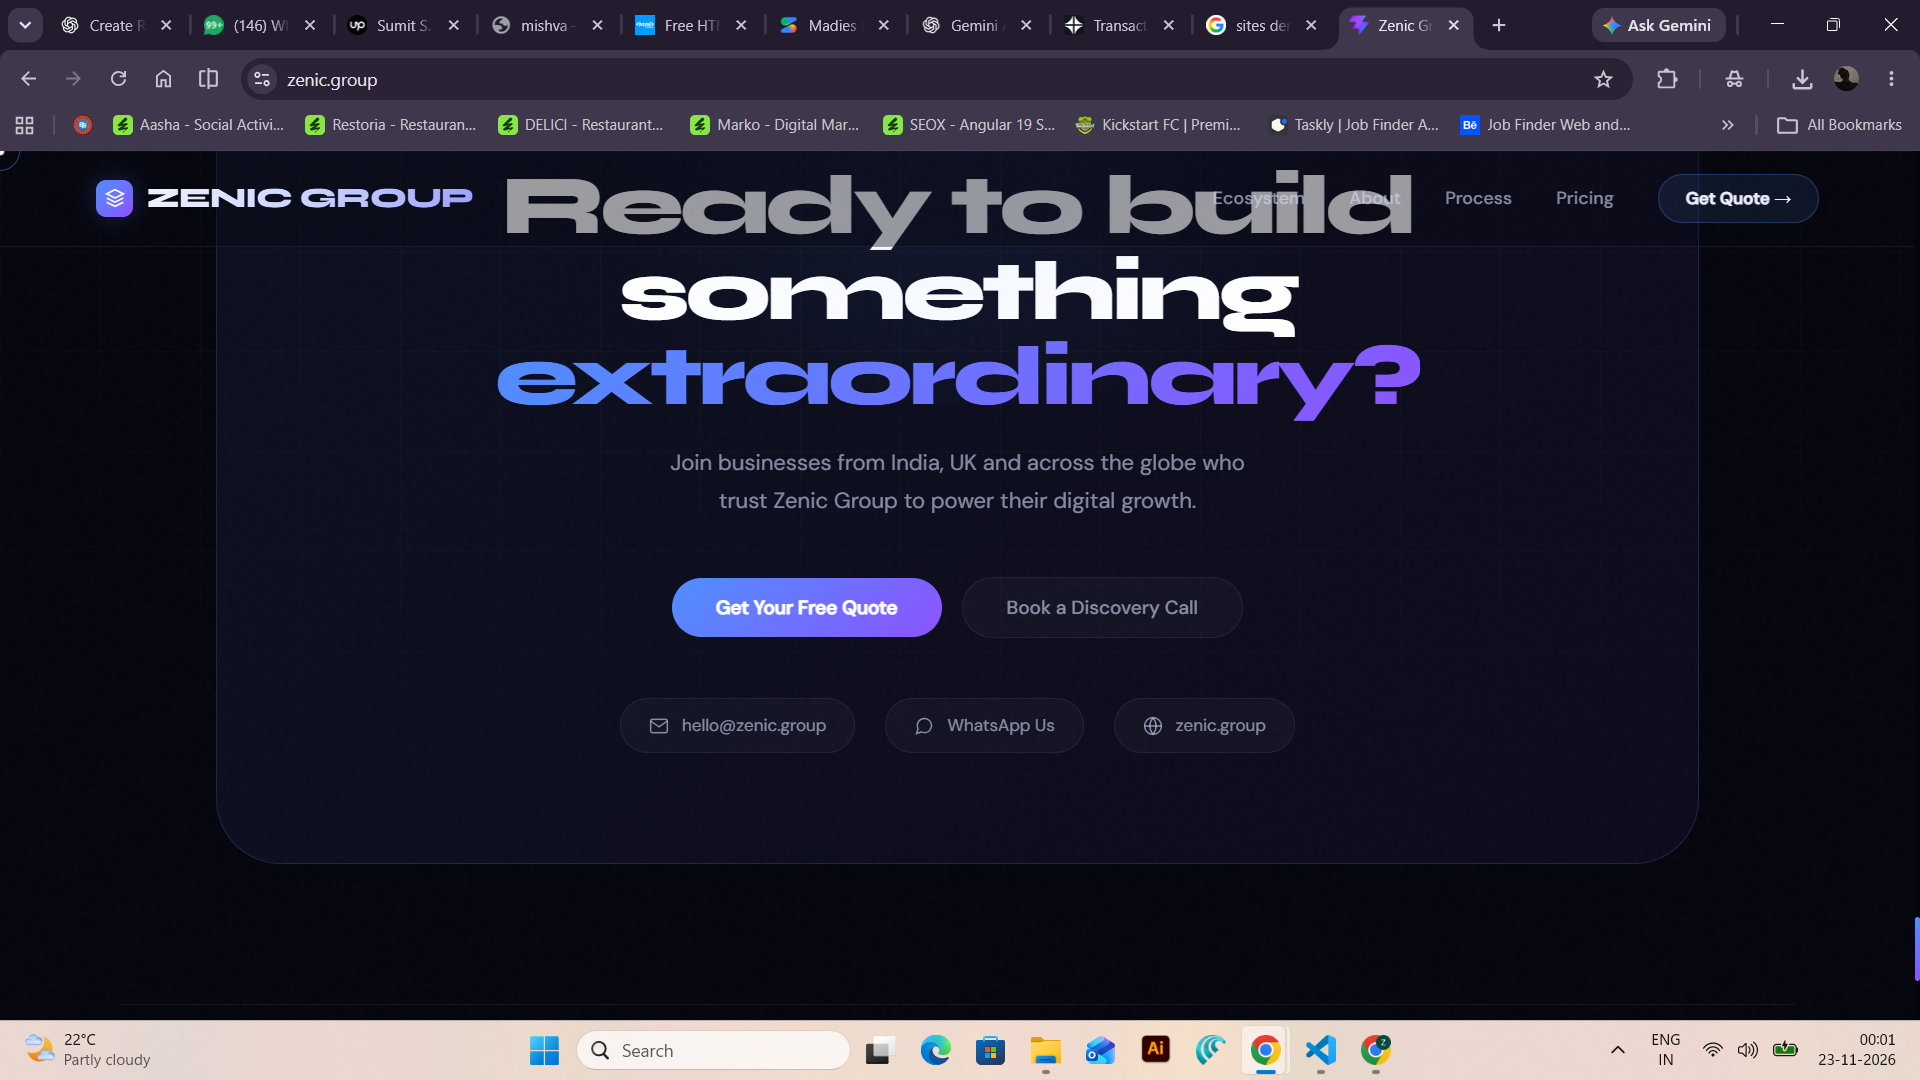 Create R
(146) W
Sumit S.
mishva -
Free HT
Madies
Gemini
Transact
sites de
Zenic G
Ask Gemini
zenic.group
Aasha - Social Activi...
Restoria - Restauran...
DELICI - Restaurant...
Marko - Digital Mar...
SEOX - Angular 19 S...
Kickstart FC | Premi...
Taskly | Job Finder A...
Job Finder Web and...
All Bookmarks
ZENIC GROUP
Ecosystem
About
Process
Pricing
Get Quote →
Ready to build
something
extraordinary?
Join businesses from India, UK and across the globe who
trust Zenic Group to power their digital growth.
Get Your Free Quote
Book a Discovery Call
hello@zenic.group
WhatsApp Us
zenic.group
22°C
Partly cloudy
Search
ENG
IN
00:01
23-11-2026